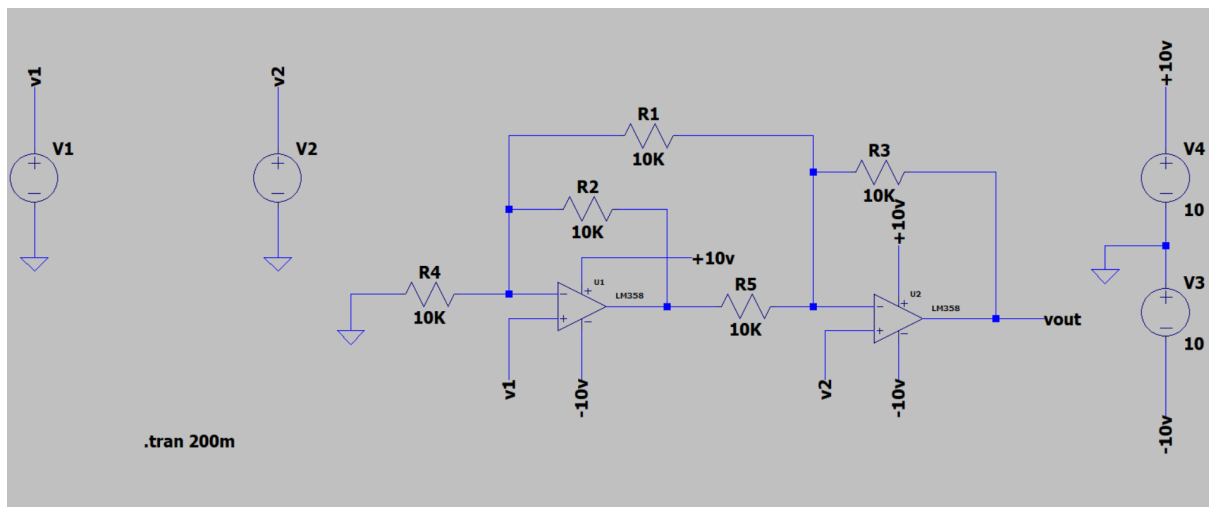 v1
V1
+
−
v2
V2
+
−
R1
10K
R2
10K
R3
10K
+10v
R4
10K
U1
LM358
−
+
+
−
+10v
v1
-10v
R5
10K
U2
LM358
−
+
+
−
v2
-10v
vout
+10v
V4
+
−
10
V3
+
−
10
-10v
.tran 200m